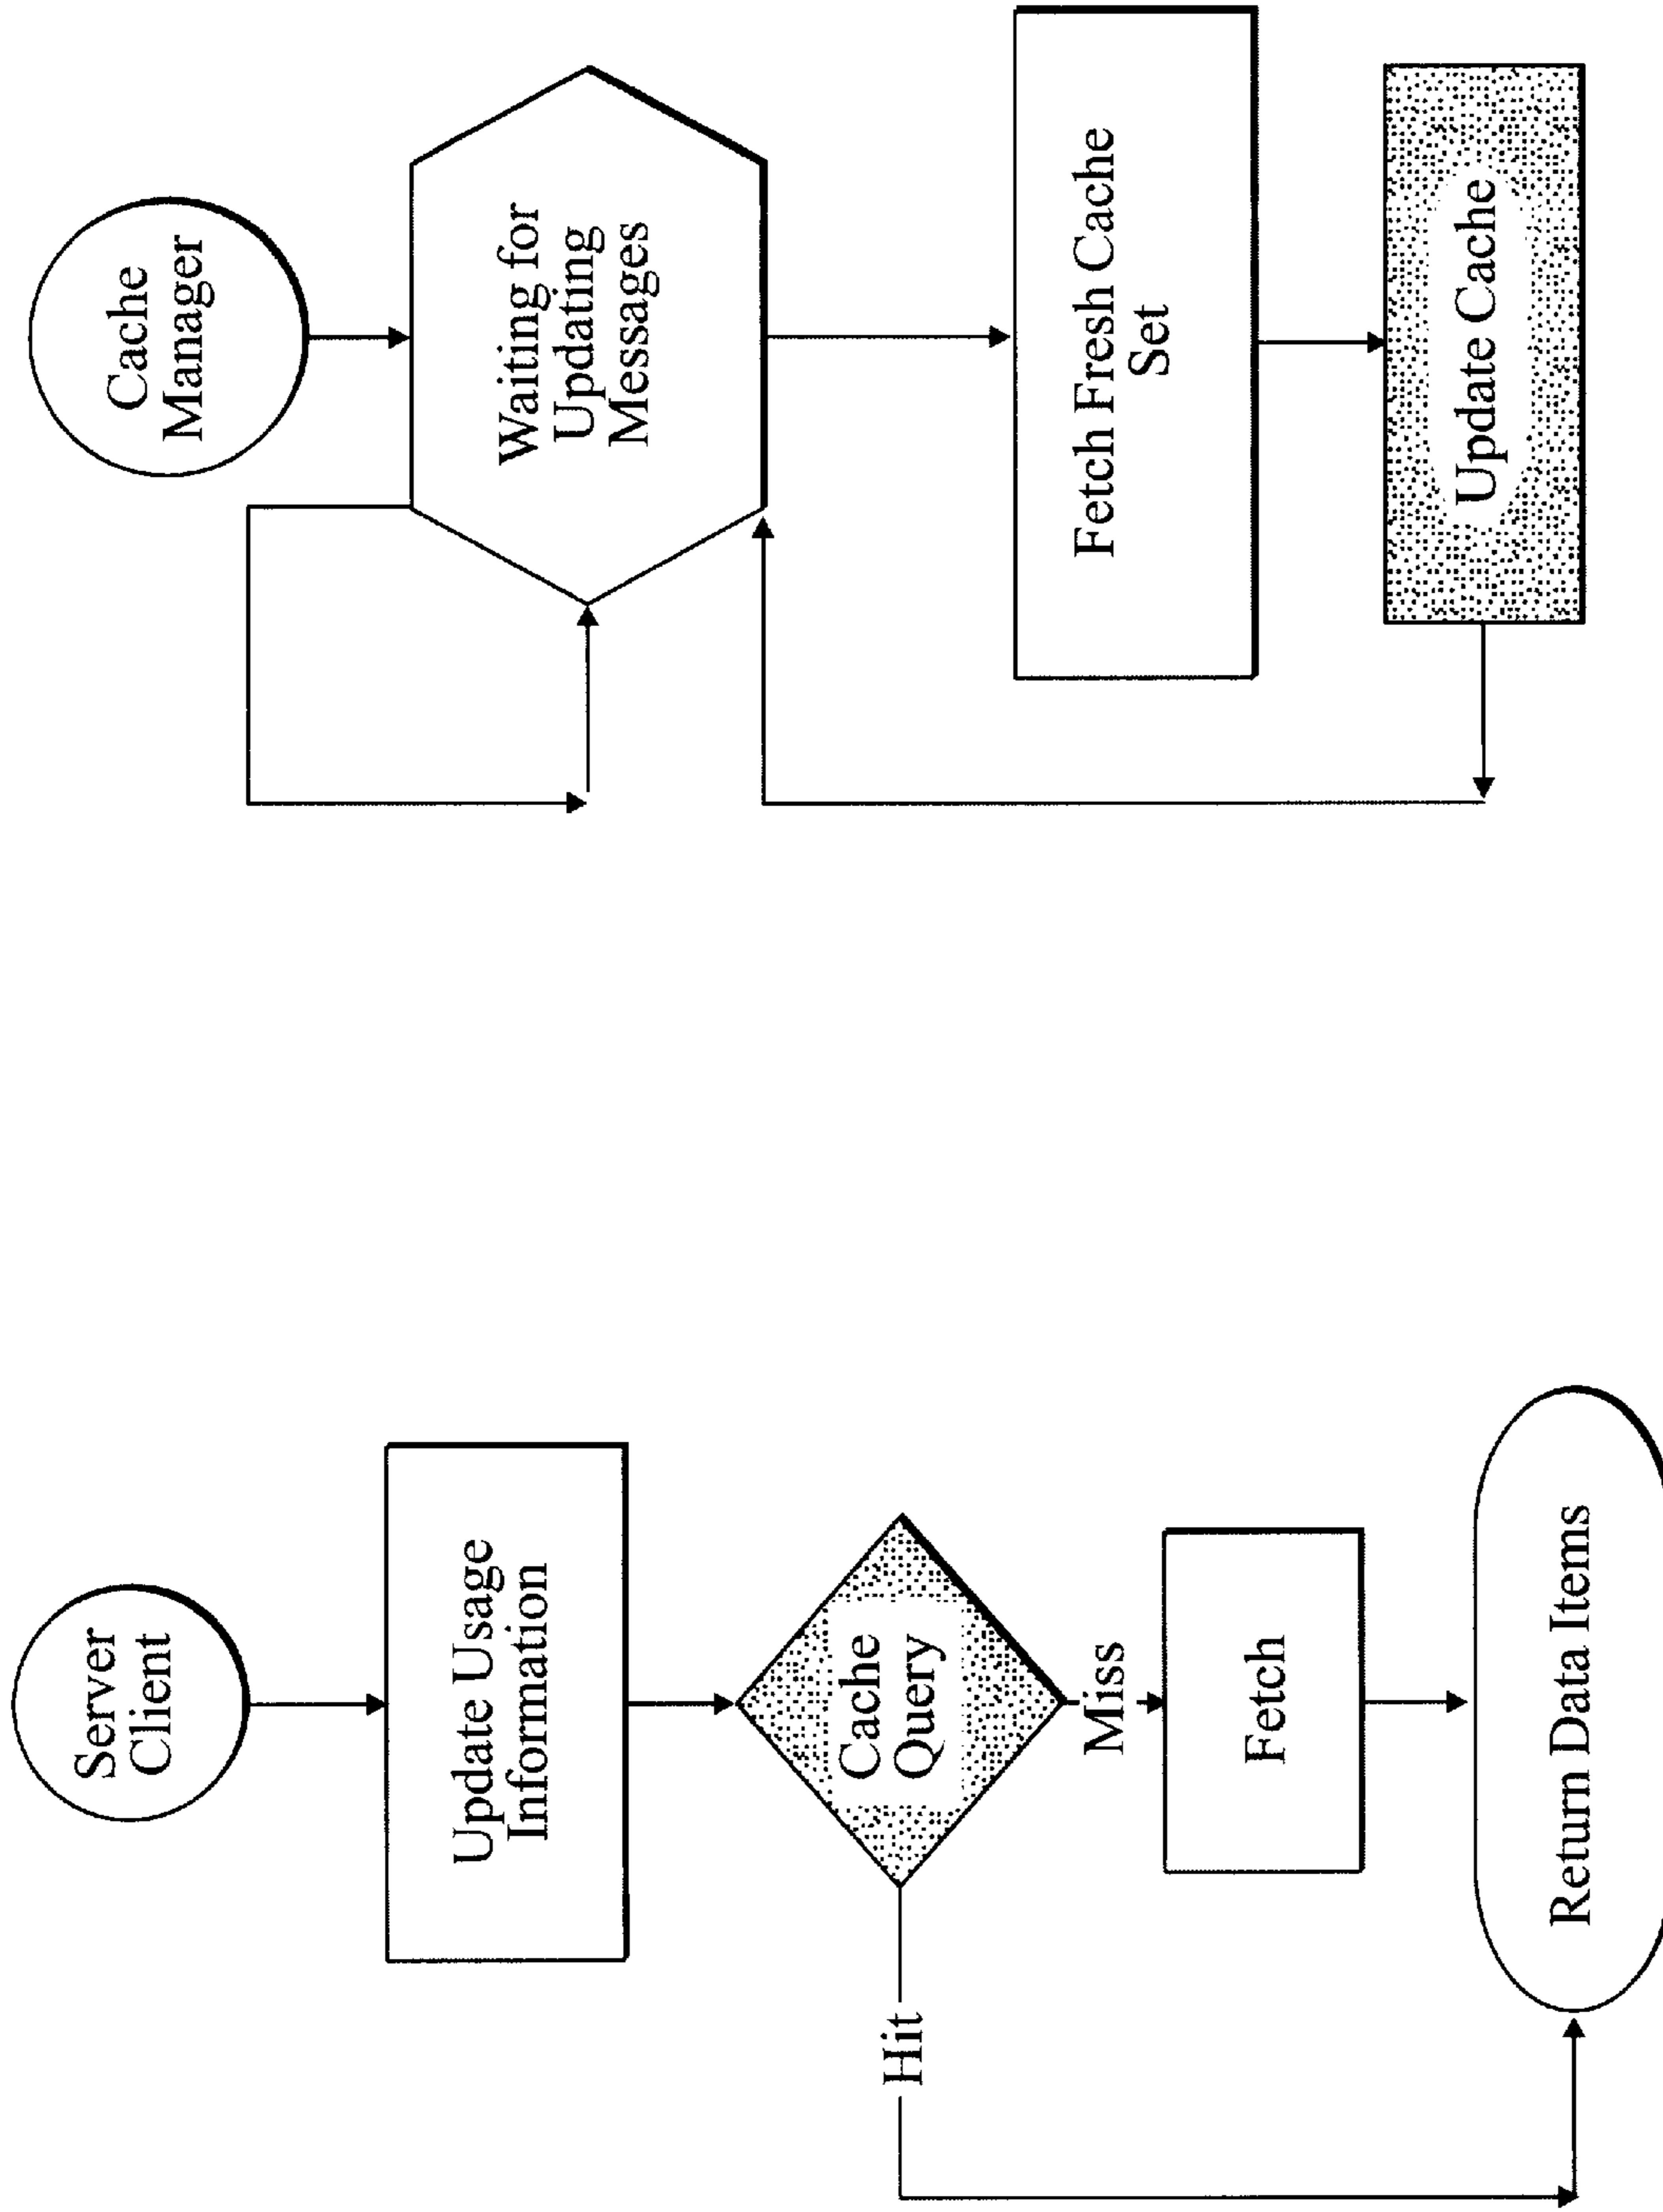 Server
Client
Update Usage
Information
Cache
Query
Hit
Miss
Fetch
Return Data Items
Cache
Manager
Waiting for
Updating
Messages
Fetch Fresh Cache
Set
Update Cache